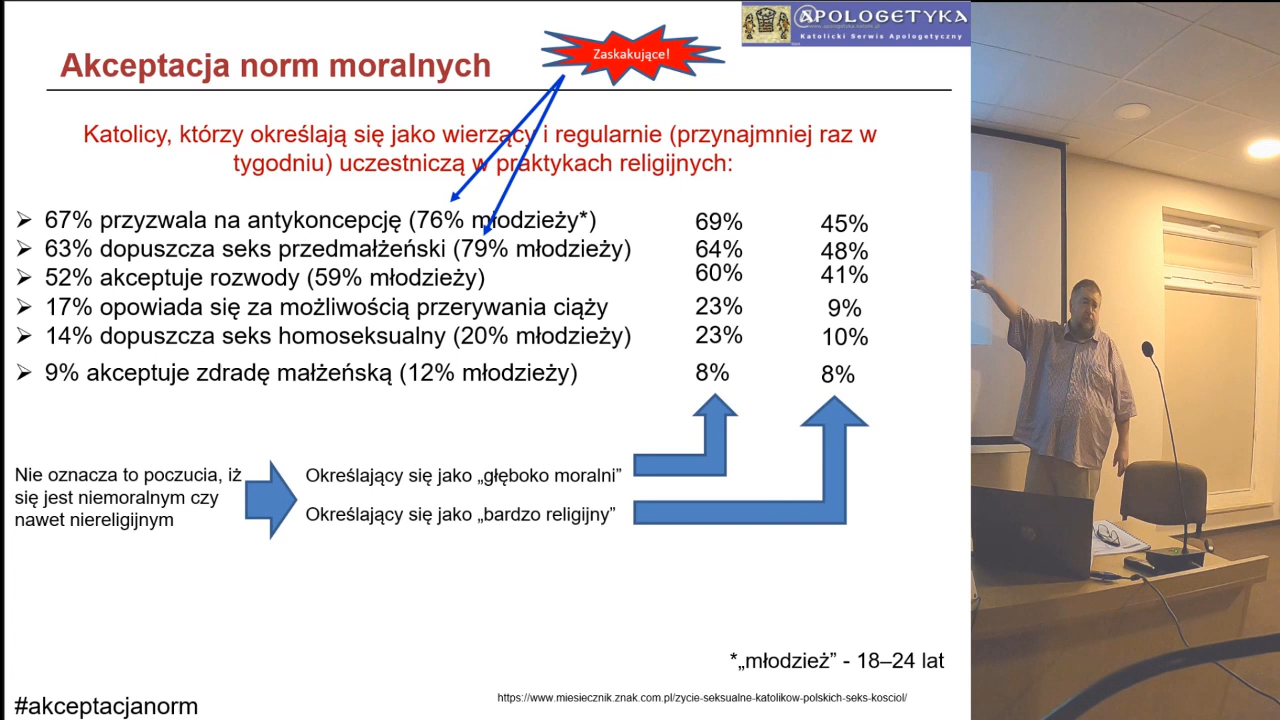 @POLOGETYKA
Katolicki Serwis Apologetyczny
Zaskakujące!
Akceptacja norm moralnych
Katolicy, którzy określają się jako wierzący i regularnie (przynajmniej raz w
tygodniu) uczestniczą w praktykach religijnych:
67% przyzwala na antykoncepcję (76% młodzieży*) 69% 45%
63% dopuszcza seks przedmałżeński (79% młodzieży) 64% 48%
52% akceptuje rozwody (59% młodzieży) 60% 41%
17% opowiada się za możliwością przerywania ciąży 23% 9%
14% dopuszcza seks homoseksualny (20% młodzieży) 23% 10%
9% akceptuje zdradę małżeńską (12% młodzieży) 8% 8%
Nie oznacza to poczucia, iż
się jest niemoralnym czy
nawet niereligijnym
Określający się jako „głęboko moralni”
Określający się jako „bardzo religijny”
*„młodzież” - 18–24 lat
https://www.miesiecznik.znak.com.pl/zycie-seksualne-katolikow-polskich-seks-kosciol/
#akceptacjanorm